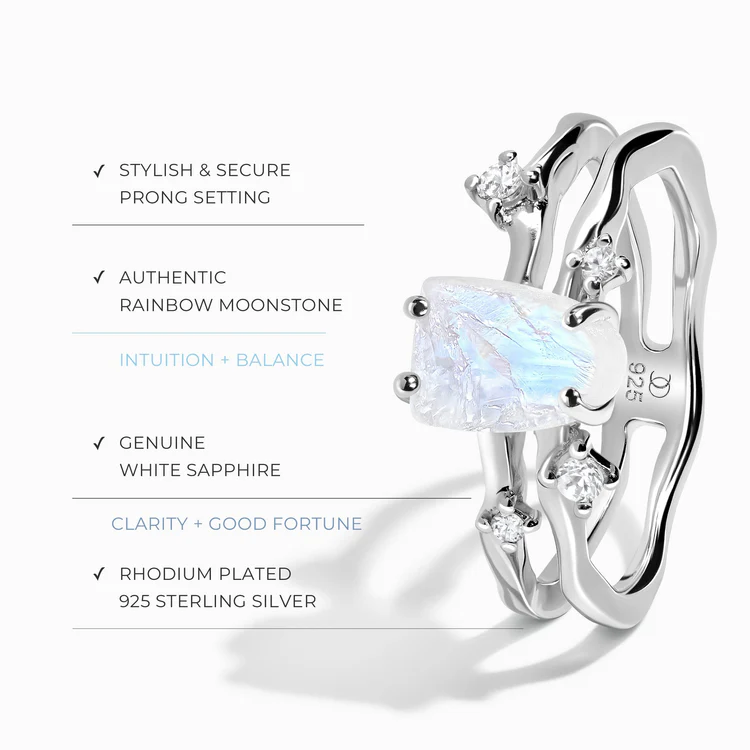 ✓ STYLISH & SECURE
PRONG SETTING
✓ AUTHENTIC
RAINBOW MOONSTONE
INTUITION + BALANCE
✓ GENUINE
WHITE SAPPHIRE
CLARITY + GOOD FORTUNE
✓ RHODIUM PLATED
925 STERLING SILVER
925